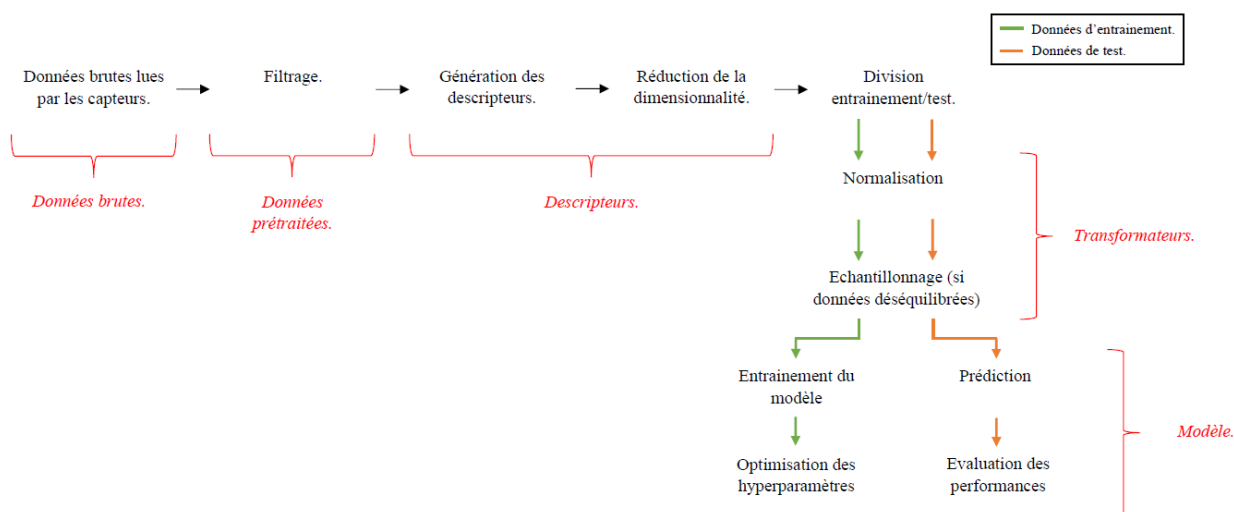 Données d'entrainement.
Données de test.
Données brutes lues
par les capteurs.
Filtrage.
Génération des
descripteurs.
Réduction de la
dimensionnalité.
Division
entrainement/test.
Données brutes.
Données
prétraitées.
Descripteurs.
Normalisation
Transformateurs.
Echantillonnage (si
données déséquilibrées)
Entrainement du
modèle
Prédiction
Modèle.
Optimisation des
hyperparamètres
Evaluation des
performances